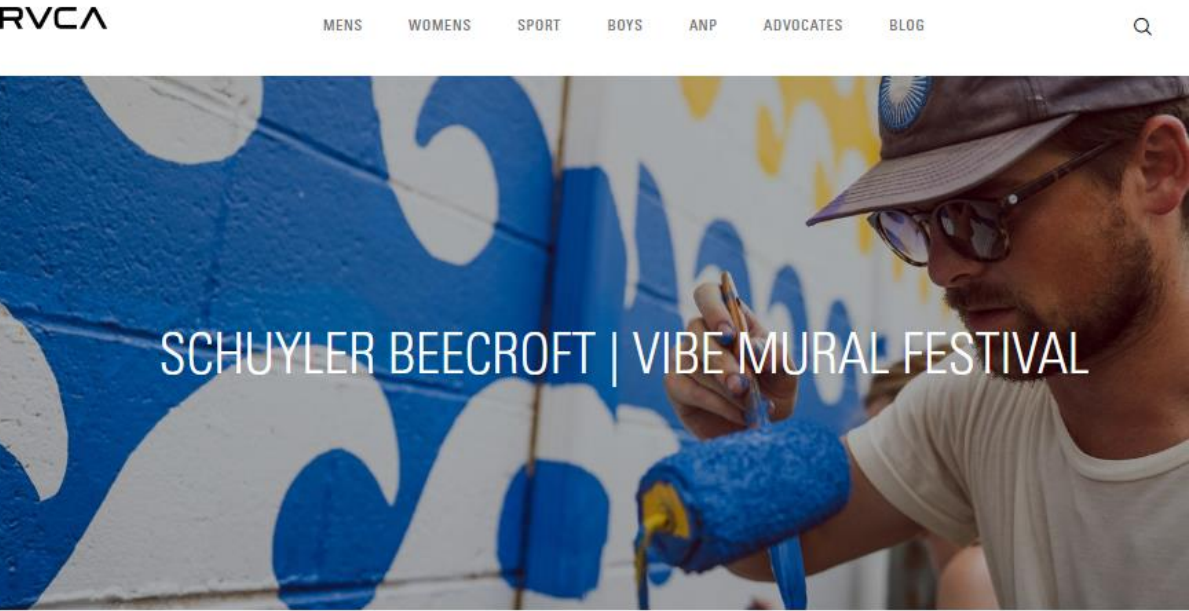 RVCA
MENS WOMENS SPORT BOYS ANP ADVOCATES BLOG
SCHUYLER BEECROFT | VIBE MURAL FESTIVAL